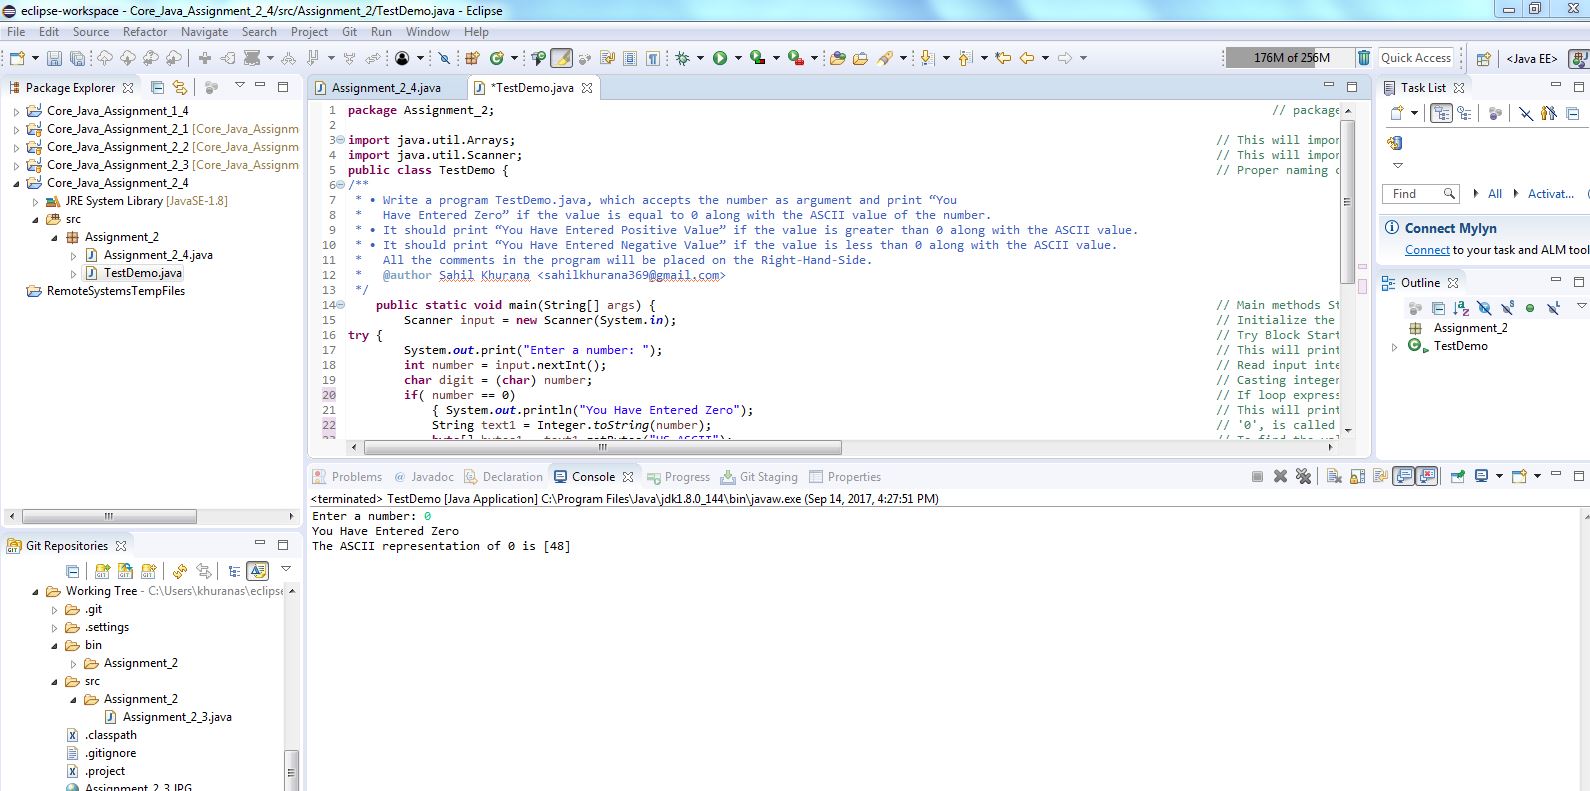 eclipse-workspace - Core_Java_Assignment_2_4/src/Assignment_2/TestDemo.java - Eclipse
File Edit Source Refactor Navigate Search Project Git Run Window Help
176M of 256M
Quick Access
<Java EE>
Package Explorer
Core_Java_Assignment_1_4
Core_Java_Assignment_2_1 [Core_Java_Assignm
Core_Java_Assignment_2_2 [Core_Java_Assignm
Core_Java_Assignment_2_3 [Core_Java_Assignm
Core_Java_Assignment_2_4
JRE System Library [JavaSE-1.8]
src
Assignment_2
Assignment_2_4.java
TestDemo.java
RemoteSystemsTempFiles
Git Repositories
Working Tree - C:\Users\khuranas\eclipse
.git
.settings
bin
Assignment_2
src
Assignment_2
Assignment_2_3.java
.classpath
.gitignore
.project
Assignment_2_3.JPG
Assignment_2_4.java *TestDemo.java
1 package Assignment_2; // package
2
3 import java.util.Arrays; // This will impor
4 import java.util.Scanner; // This will impor
5 public class TestDemo { // Proper naming c
6 /**
7 * • Write a program TestDemo.java, which accepts the number as argument and print “You
8 * Have Entered Zero” if the value is equal to 0 along with the ASCII value of the number.
9 * • It should print “You Have Entered Positive Value” if the value is greater than 0 along with the ASCII value.
10 * • It should print “You Have Entered Negative Value” if the value is less than 0 along with the ASCII value.
11 * All the comments in the program will be placed on the Right-Hand-Side.
12 * @author Sahil Khurana <sahilkhurana369@gmail.com>
13 */
14 public static void main(String[] args) { // Main methods St
15 Scanner input = new Scanner(System.in); // Initialize the
16 try { // Try Block Start
17 System.out.print("Enter a number: "); // This will print
18 int number = input.nextInt(); // Read input inte
19 char digit = (char) number; // Casting integer
20 if( number == 0) // If loop express
21 { System.out.println("You Have Entered Zero"); // This will print
22 String text1 = Integer.toString(number); // '0', is called
Problems Javadoc Declaration Console Progress Git Staging Properties
<terminated> TestDemo [Java Application] C:\Program Files\Java\jdk1.8.0_144\bin\javaw.exe (Sep 14, 2017, 4:27:51 PM)
Enter a number: 0
You Have Entered Zero
The ASCII representation of 0 is [48]
Task List
Find All Activat...
Connect Mylyn
Connect to your task and ALM tool
Outline
Assignment_2
TestDemo